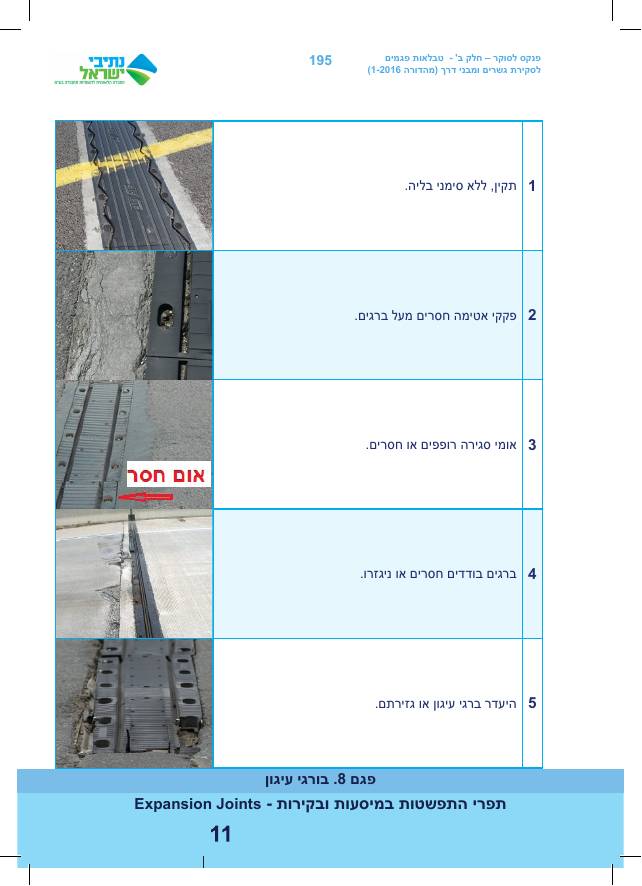 פנקס לסוקר – חלק ב' - טבלאות פגמים
לסקירת גשרים ומבני דרך (מהדורה 1-2016)
195
נתיבי
ישראל
1 תקין, ללא סימני בליה.
2 פקקי אטימה חסרים מעל ברגים.
3 אומי סגירה רופפים או חסרים.
אום חסר
4 ברגים בודדים חסרים או ניגזרו.
5 היעדר ברגי עיגון או גזירתם.
פגם 8. בורגי עיגון
תפרי התפשטות במיסעות ובקירות - Expansion Joints
11